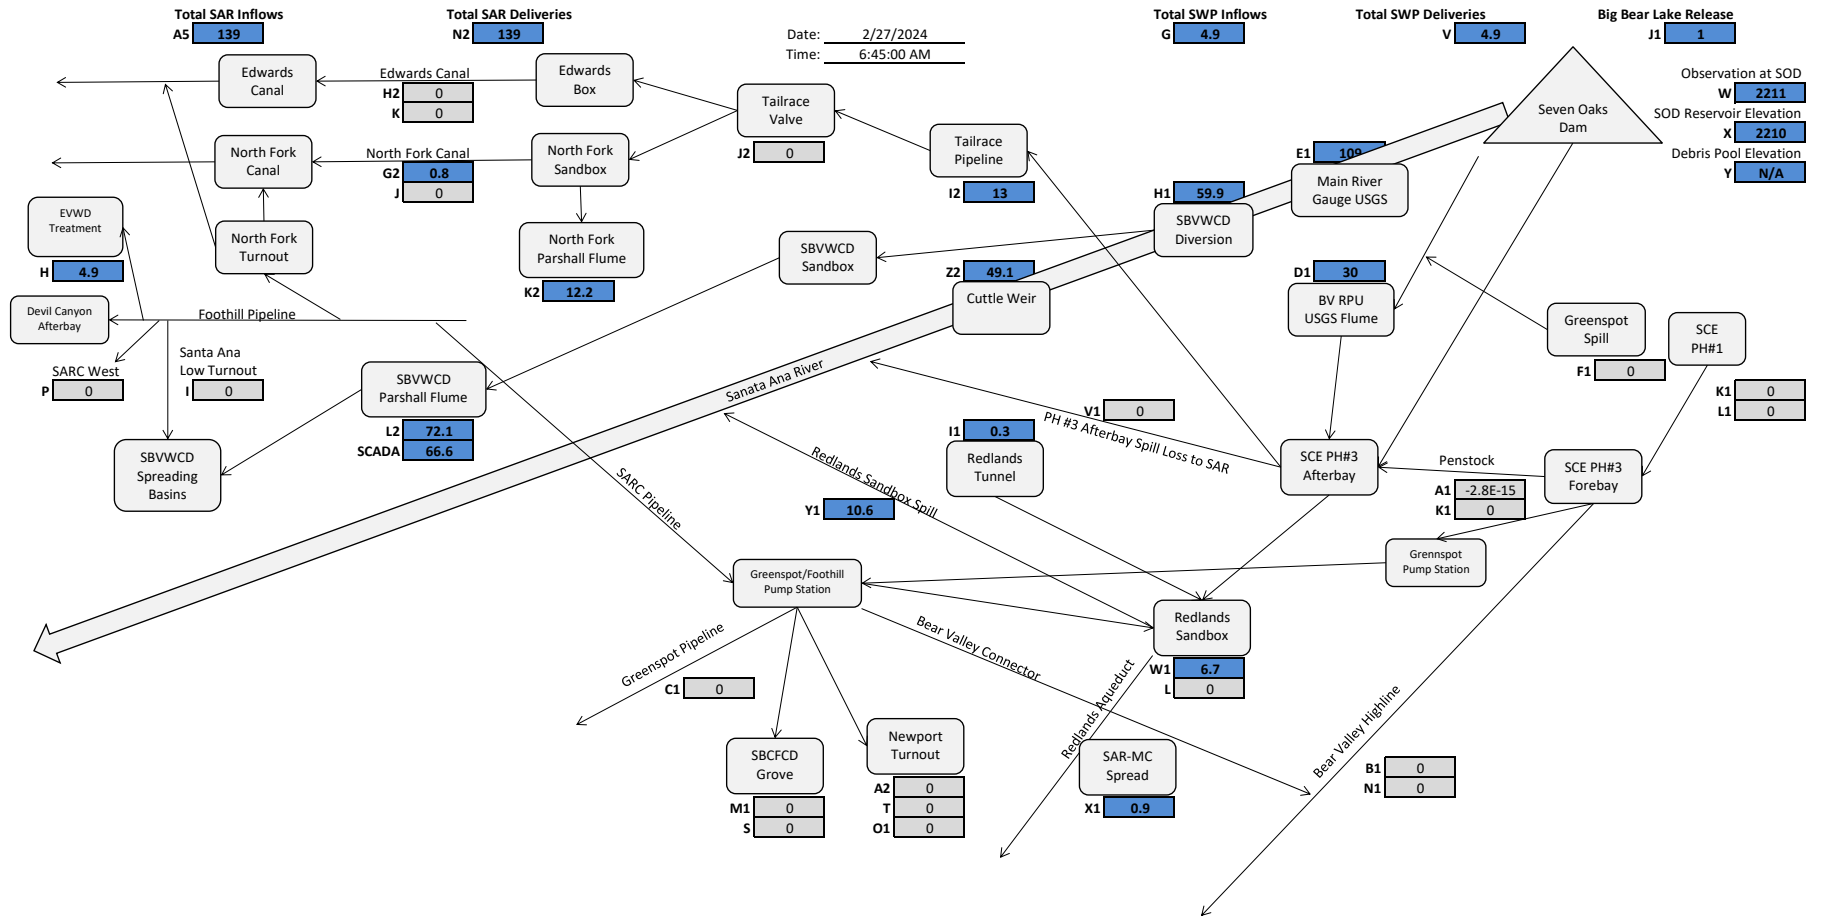 Total SAR Inflows
A5 139
Total SAR Deliveries
N2 139
Date: 2/27/2024
Time: 6:45:00 AM
Total SWP Inflows
G 4.9
Total SWP Deliveries
V 4.9
Big Bear Lake Release
J1 1
Edwards
Canal
Edwards Canal
H2 0
K 0
Edwards
Box
Tailrace
Valve
J2 0
Tailrace
Pipeline
I2 13
Seven Oaks
Dam
Observation at SOD
W 2211
SOD Reservoir Elevation
X 2210
Debris Pool Elevation
Y N/A
North Fork
Canal
North Fork Canal
G2 0.8
J 0
North Fork
Sandbox
E1 109
Main River
Gauge USGS
H1 59.9
SBVWCD
Diversion
EVWD
Treatment
H 4.9
North Fork
Turnout
North Fork
Parshall Flume
K2 12.2
SBVWCD
Sandbox
Z2 49.1
Cuttle Weir
D1 30
BV RPU
USGS Flume
Greenspot
Spill
F1 0
SCE
PH#1
K1 0
L1 0
Devil Canyon
Afterbay
Foothill Pipeline
SARC West
P 0
Santa Ana
Low Turnout
I 0
SBVWCD
Parshall Flume
L2 72.1
SCADA 66.6
Sanata Ana River
V1 0
PH #3 Afterbay Spill Loss to SAR
I1 0.3
Redlands
Tunnel
SBVWCD
Spreading
Basins
SARC Pipeline
Redlands Sandbox Spill
Y1 10.6
SCE PH#3
Afterbay
Penstock
A1 -2.8E-15
K1 0
SCE PH#3
Forebay
Grennspot
Pump Station
Greenspot/Foothill
Pump Station
Redlands
Sandbox
W1 6.7
L 0
Greenspot Pipeline
C1 0
Bear Valley Connector
Redlands Aqueduct
Bear Valley Highline
SBCFCD
Grove
M1 0
S 0
Newport
Turnout
A2 0
T 0
O1 0
SAR-MC
Spread
X1 0.9
B1 0
N1 0